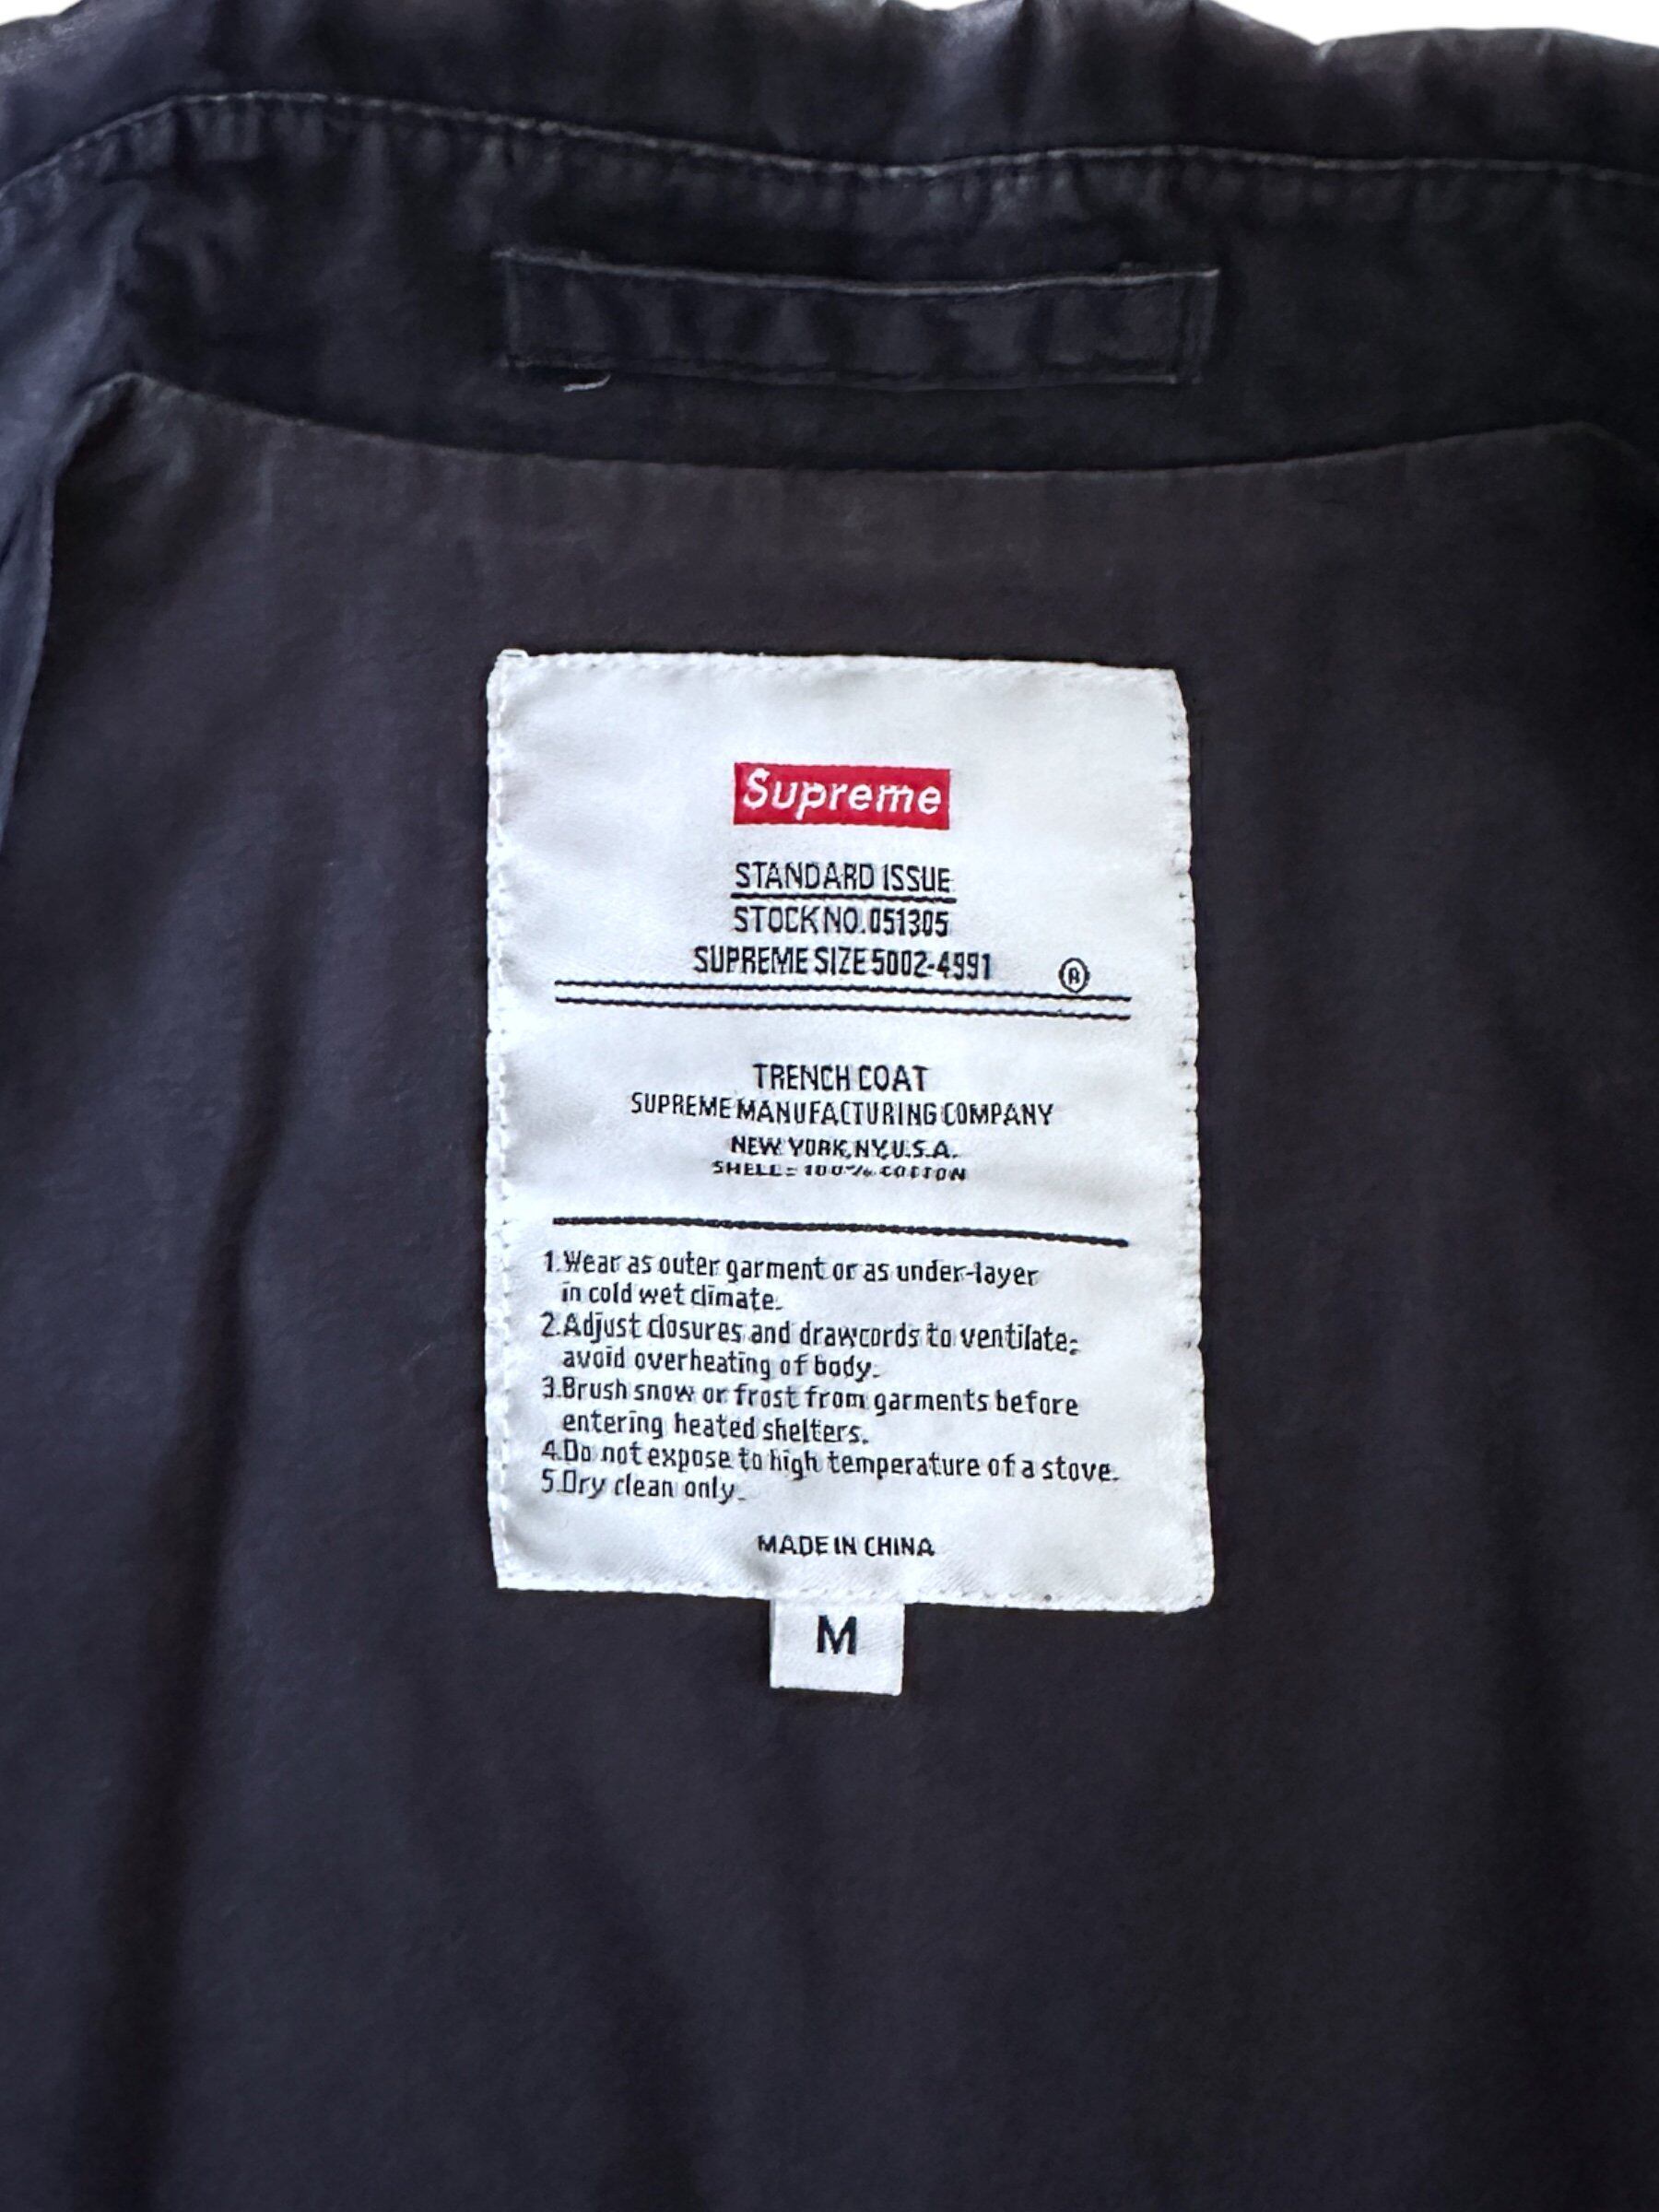 Supreme
STANDARD ISSUE
STOCK NO. 051305
SUPREME SIZE 5002-4991 ®
TRENCH COAT
SUPREME MANUFACTURING COMPANY
NEW YORK, NY, U.S.A.
SHELL= 100% COTTON
1.Wear as outer garment or as under-layer
in cold wet climate.
2.Adjust closures and drawcords to ventilate;
avoid overheating of body.
3.Brush snow or frost from garments before
entering heated shelters.
4.Do not expose to high temperature of a stove.
5.Dry clean only.
MADE IN CHINA
M